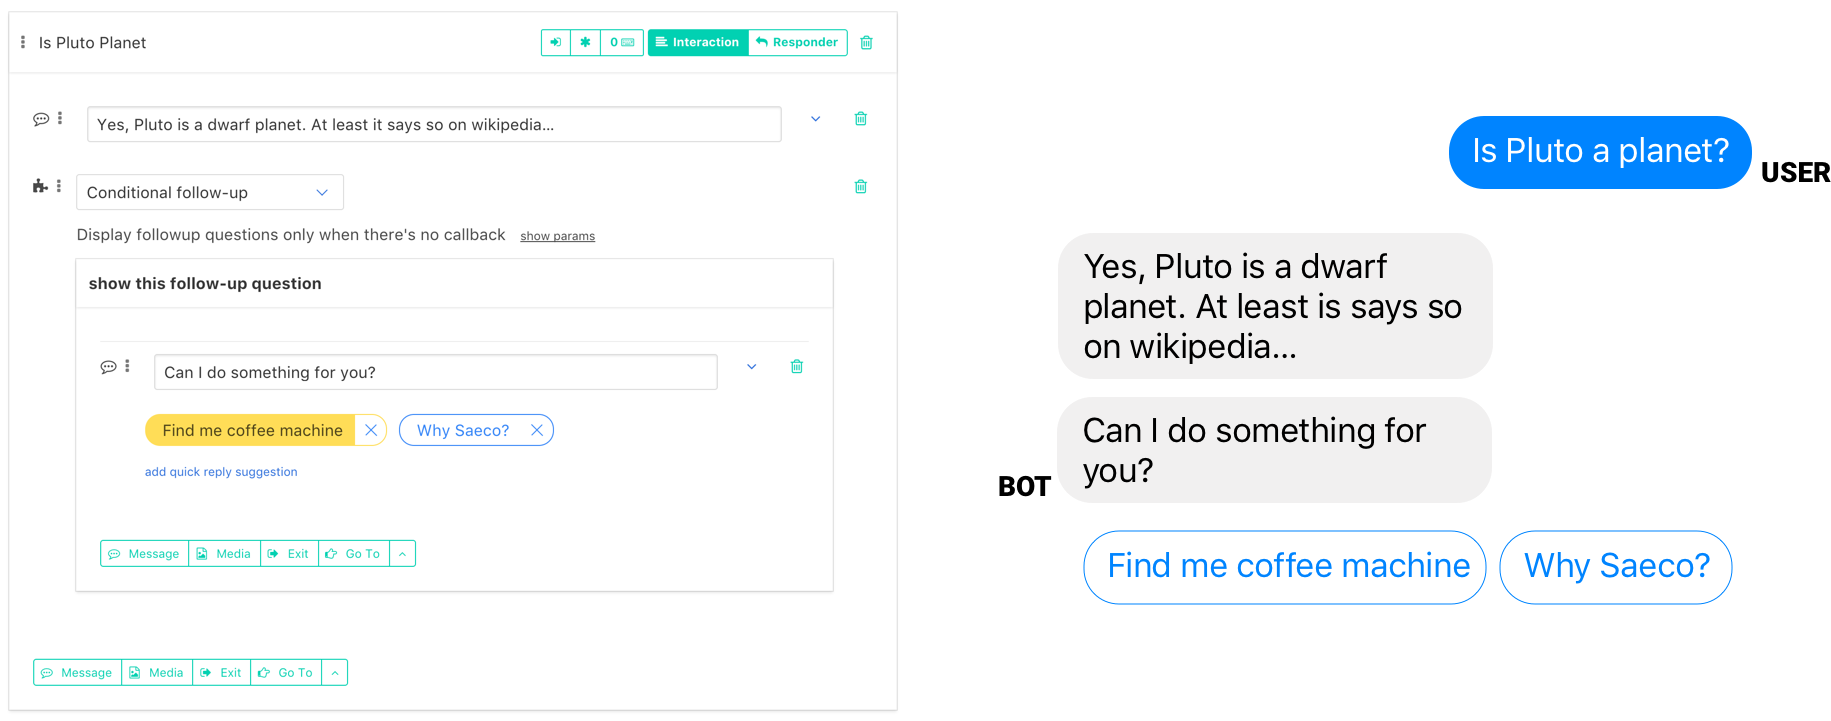 Is Pluto Planet
0
Interaction
Responder
Yes, Pluto is a dwarf planet. At least it says so on wikipedia...
Conditional follow-up
Display followup questions only when there's no callback show params
show this follow-up question
Can I do something for you?
Find me coffee machine
Why Saeco?
add quick reply suggestion
Message Media Exit Go To
Message Media Exit Go To
Is Pluto a planet?
USER
Yes, Pluto is a dwarf
planet. At least is says so
on wikipedia...
Can I do something for
you?
BOT
Find me coffee machine
Why Saeco?